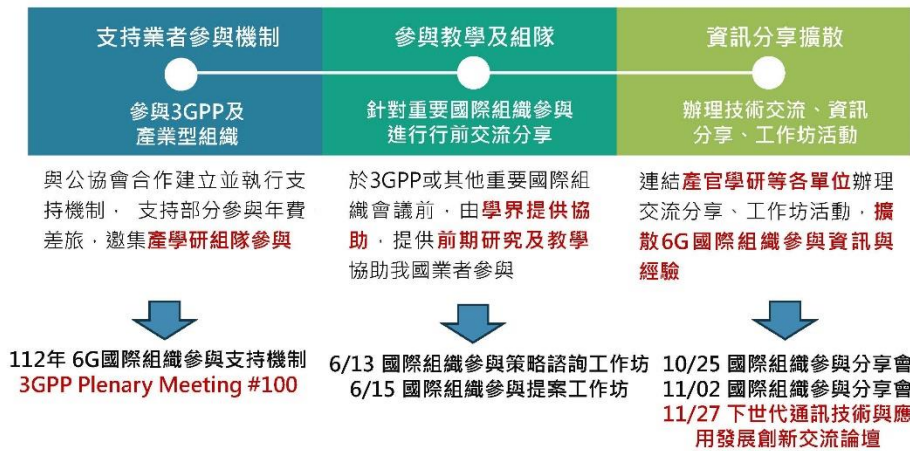 支持業者參與機制
參與3GPP及
產業型組織
與公協會合作建立並執行支
持機制， 支持部分參與年費
差旅，邀集產學研組隊參與
112年 6G國際組織參與支持機制
3GPP Plenary Meeting #100
參與教學及組隊
針對重要國際組織參與
進行行前交流分享
於3GPP或其他重要國際組
織會議前，由學界提供協
助，提供前期研究及教學
協助我國業者參與
6/13 國際組織參與策略諮詢工作坊
6/15 國際組織參與提案工作坊
資訊分享擴散
辦理技術交流、資訊
分享、工作坊活動
連結產官學研等各單位辦理
交流分享、工作坊活動，擴
散6G國際組織參與資訊與
經驗
10/25 國際組織參與分享會
11/02 國際組織參與分享會
11/27 下世代通訊技術與應
用發展創新交流論壇